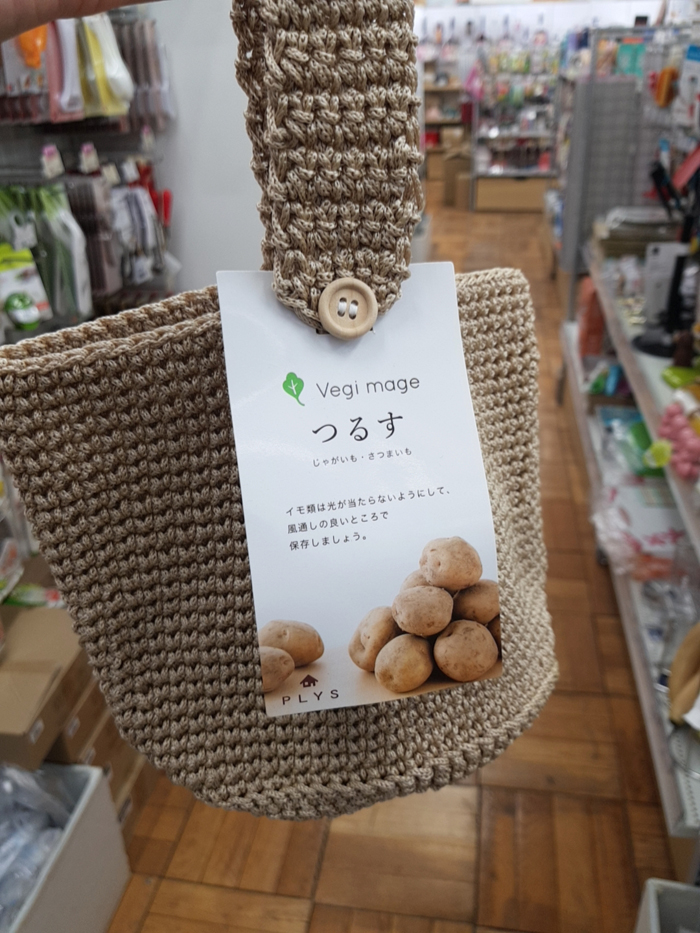 Vegi mage
つるす
じゃがいも・さつまいも
イモ類は光が当たらないようにして、
風通しの良いところで
保存しましょう。
PLYS